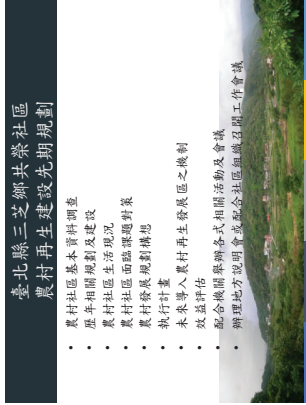 臺北縣三芝鄉共榮社區
農村再生建設先期規劃
• 農村社區基本資料調查
• 歷年相關規劃及建設
• 農村社區生活現況
• 農村社區面臨課題對策
• 農村發展規劃構想
• 執行計畫
• 未來導入農村再生發展區之機制
• 效益評估
• 配合機關舉辦各式相關活動及會議
• 辦理地方說明會或配合社區組織召開工作會議